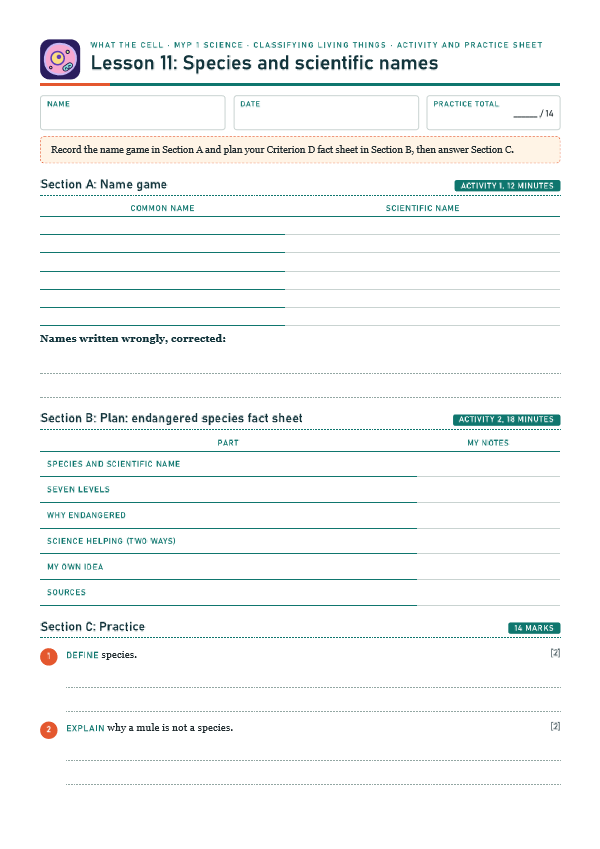 WHAT THE CELL · MYP 1 SCIENCE · CLASSIFYING LIVING THINGS · ACTIVITY AND PRACTICE SHEET
Lesson 11: Species and scientific names
NAME
DATE
PRACTICE TOTAL
_____ / 14
Record the name game in Section A and plan your Criterion D fact sheet in Section B, then answer Section C.
Section A: Name game
ACTIVITY 1, 12 MINUTES
COMMON NAME SCIENTIFIC NAME
Names written wrongly, corrected:
Section B: Plan: endangered species fact sheet
ACTIVITY 2, 18 MINUTES
PART MY NOTES
SPECIES AND SCIENTIFIC NAME
SEVEN LEVELS
WHY ENDANGERED
SCIENCE HELPING (TWO WAYS)
MY OWN IDEA
SOURCES
Section C: Practice
14 MARKS
1 DEFINE species. [2]
2 EXPLAIN why a mule is not a species. [2]